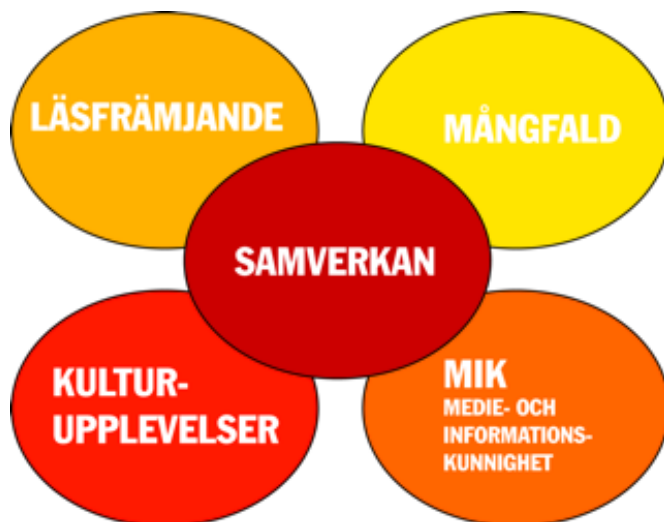 LÄSFRÄMJANDE
MÅNGFALD
SAMVERKAN
KULTUR-
UPPLEVELSER
MIK
MEDIE- OCH
INFORMATIONS-
KUNNIGHET